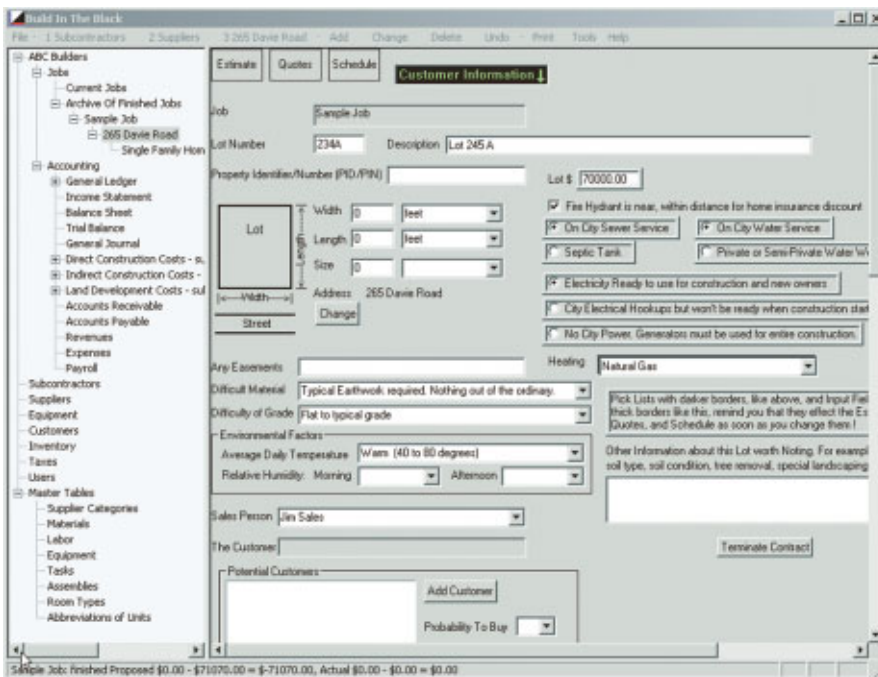 Build In The Black
File 1 Subcontractors 2 Suppliers 3 265 Davie Road Add Change Delete Undo Print Tools Help
ABC Builders
Jobs
Current Jobs
Archive Of Finished Jobs
Sample Job
265 Davie Road
Single Family Hom
Accounting
General Ledger
Income Statement
Balance Sheet
Trial Balance
General Journal
Direct Construction Costs - su
Indirect Construction Costs -
Land Development Costs - sul
Accounts Receivable
Accounts Payable
Revenues
Expenses
Payroll
Subcontractors
Suppliers
Equipment
Customers
Inventory
Taxes
Users
Master Tables
Supplier Categories
Materials
Labor
Equipment
Tasks
Assemblies
Room Types
Abbreviations of Units
Estimate Quotes Schedule Customer Information
Job Sample Job
Lot Number 234A Description Lot 245 A
Property Identifier/Number (PID/PIN) Lot $ 70000.00
Lot
Length
Width
Street
Width 0 feet
Length 0 feet
Size 0
Address 265 Davie Road
Change
Fire Hydrant is near, within distance for home insurance discount
On City Sewer Service On City Water Service
Septic Tank Private or Semi-Private Water W
Electricity Ready to use for construction and new owners
City Electrical Hookups but won't be ready when construction start
No City Power, Generators must be used for entire construction.
Any Easements Heating Natural Gas
Difficult Material Typical Earthwork required. Nothing out of the ordinary.
Difficulty of Grade Flat to typical grade
Pick Lists with darker borders, like above, and Input Fiel
thick borders like this, remind you that they effect the Es
Quotes, and Schedule as soon as you change them !
Environmental Factors
Average Daily Temperature Warm (40 to 80 degrees)
Relative Humidity: Morning Afternoon
Other Information about this Lot worth Noting. For exampl
soil type, soil condition, tree removal, special landscaping
Sales Person Jim Sales
The Customer Terminate Contract
Potential Customers
Add Customer
Probability To Buy
Sample Job: finished Proposed $0.00 - $71070.00 = $-71070.00, Actual $0.00 - $0.00 = $0.00